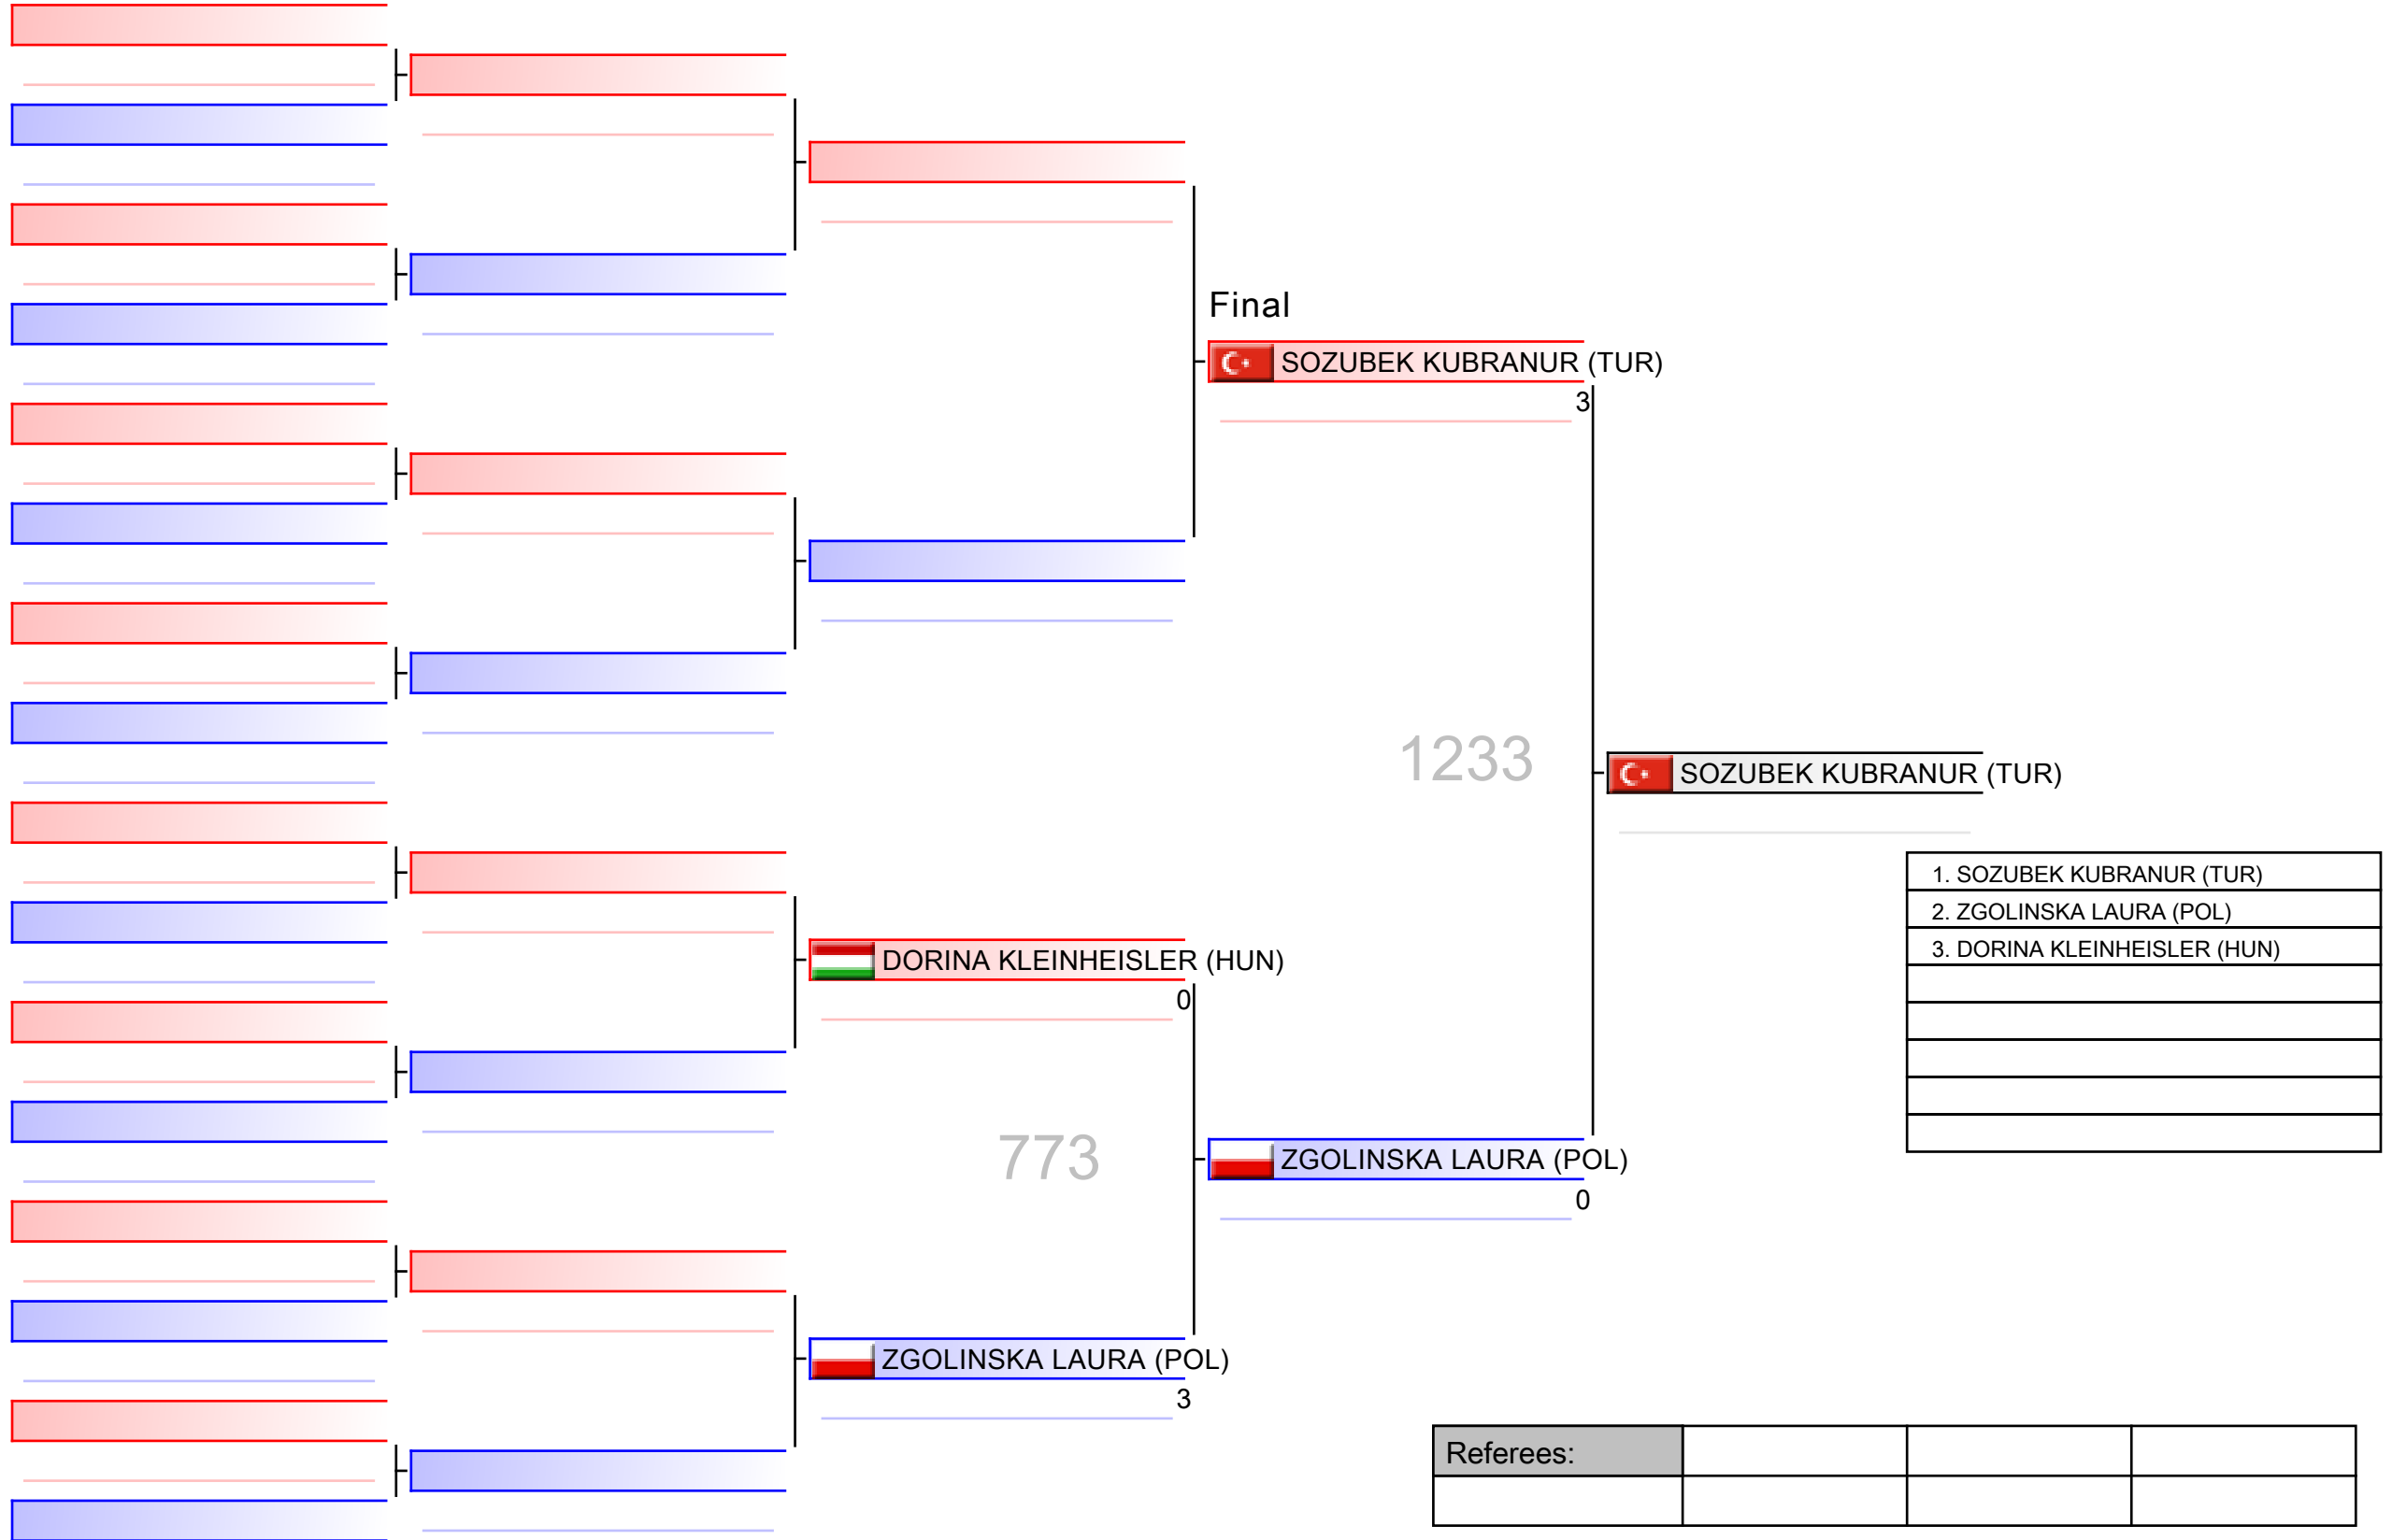 Final
SOZUBEK KUBRANUR (TUR)
3
1233
SOZUBEK KUBRANUR (TUR)
1. SOZUBEK KUBRANUR (TUR)
2. ZGOLINSKA LAURA (POL)
3. DORINA KLEINHEISLER (HUN)
DORINA KLEINHEISLER (HUN)
0
773
ZGOLINSKA LAURA (POL)
0
ZGOLINSKA LAURA (POL)
3
Referees: